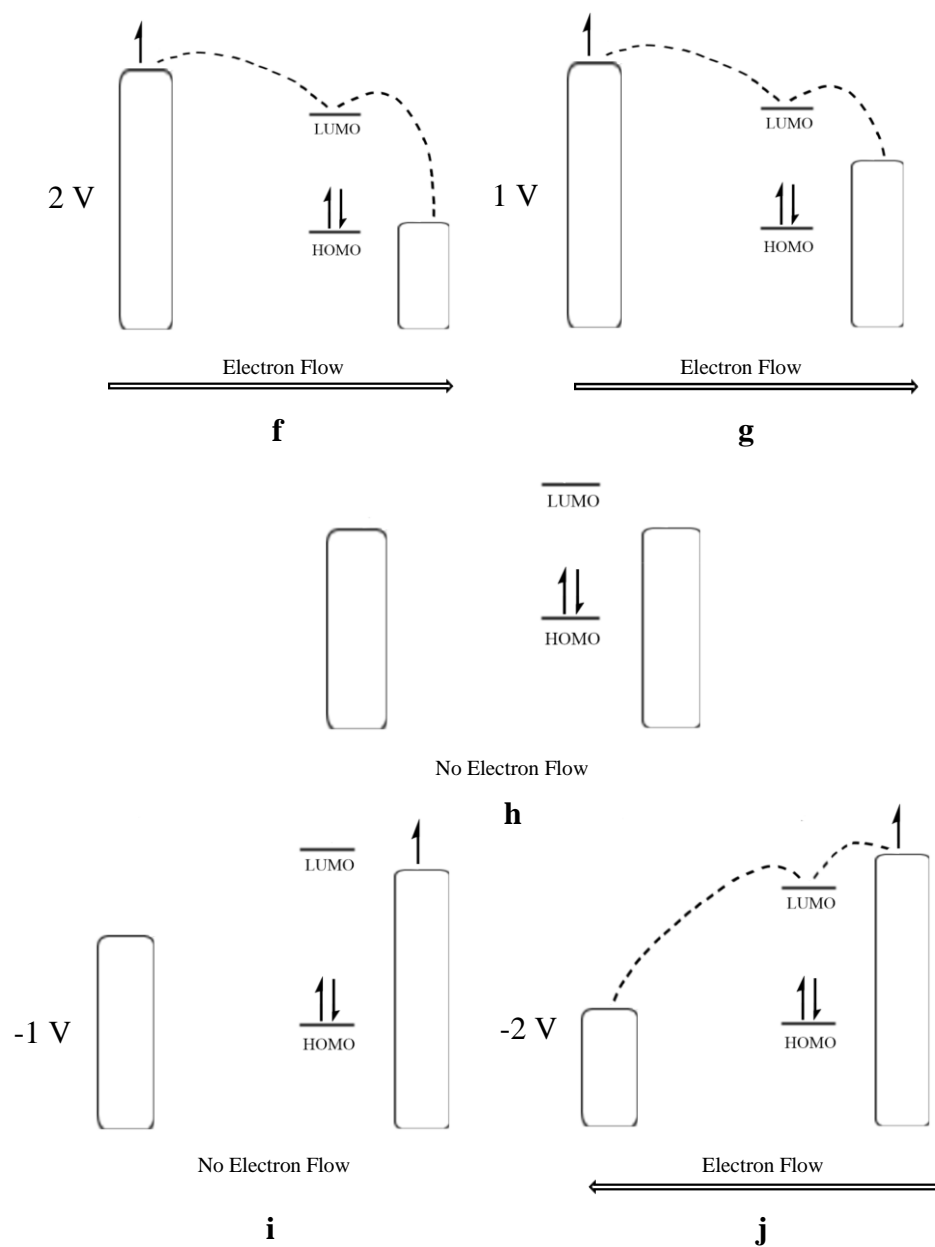 LUMO
2 V
HOMO
Electron Flow
f
LUMO
1 V
HOMO
Electron Flow
g
LUMO
HOMO
No Electron Flow
h
LUMO
-1 V
HOMO
No Electron Flow
i
LUMO
-2 V
HOMO
Electron Flow
j